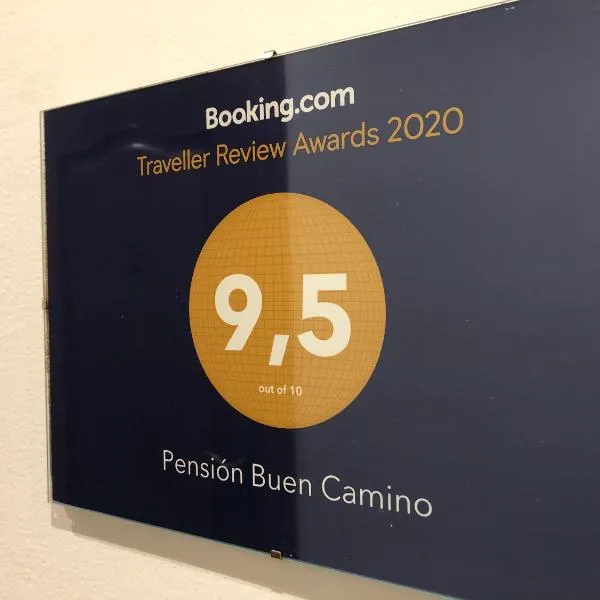 Booking.com
Traveller Review Awards 2020
9,5
out of 10
Pensión Buen Camino